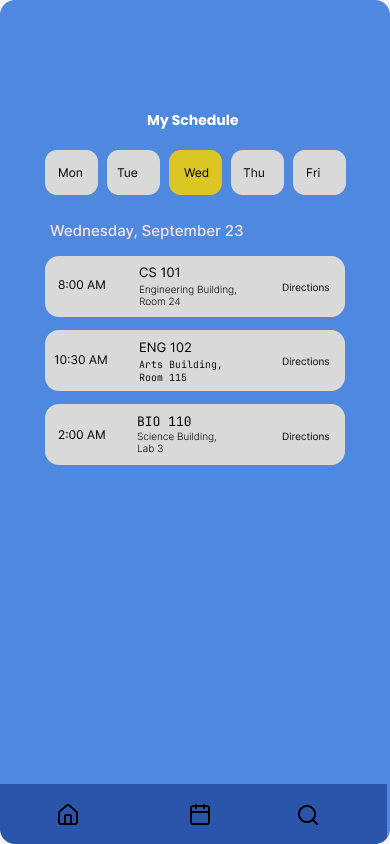 My Schedule
Mon Tue Wed Thu Fri
Wednesday, September 23
8:00 AM
CS 101
Engineering Building,
Room 24
Directions
10:30 AM
ENG 102
Arts Building,
Room 115
Directions
2:00 AM
BIO 110
Science Building,
Lab 3
Directions